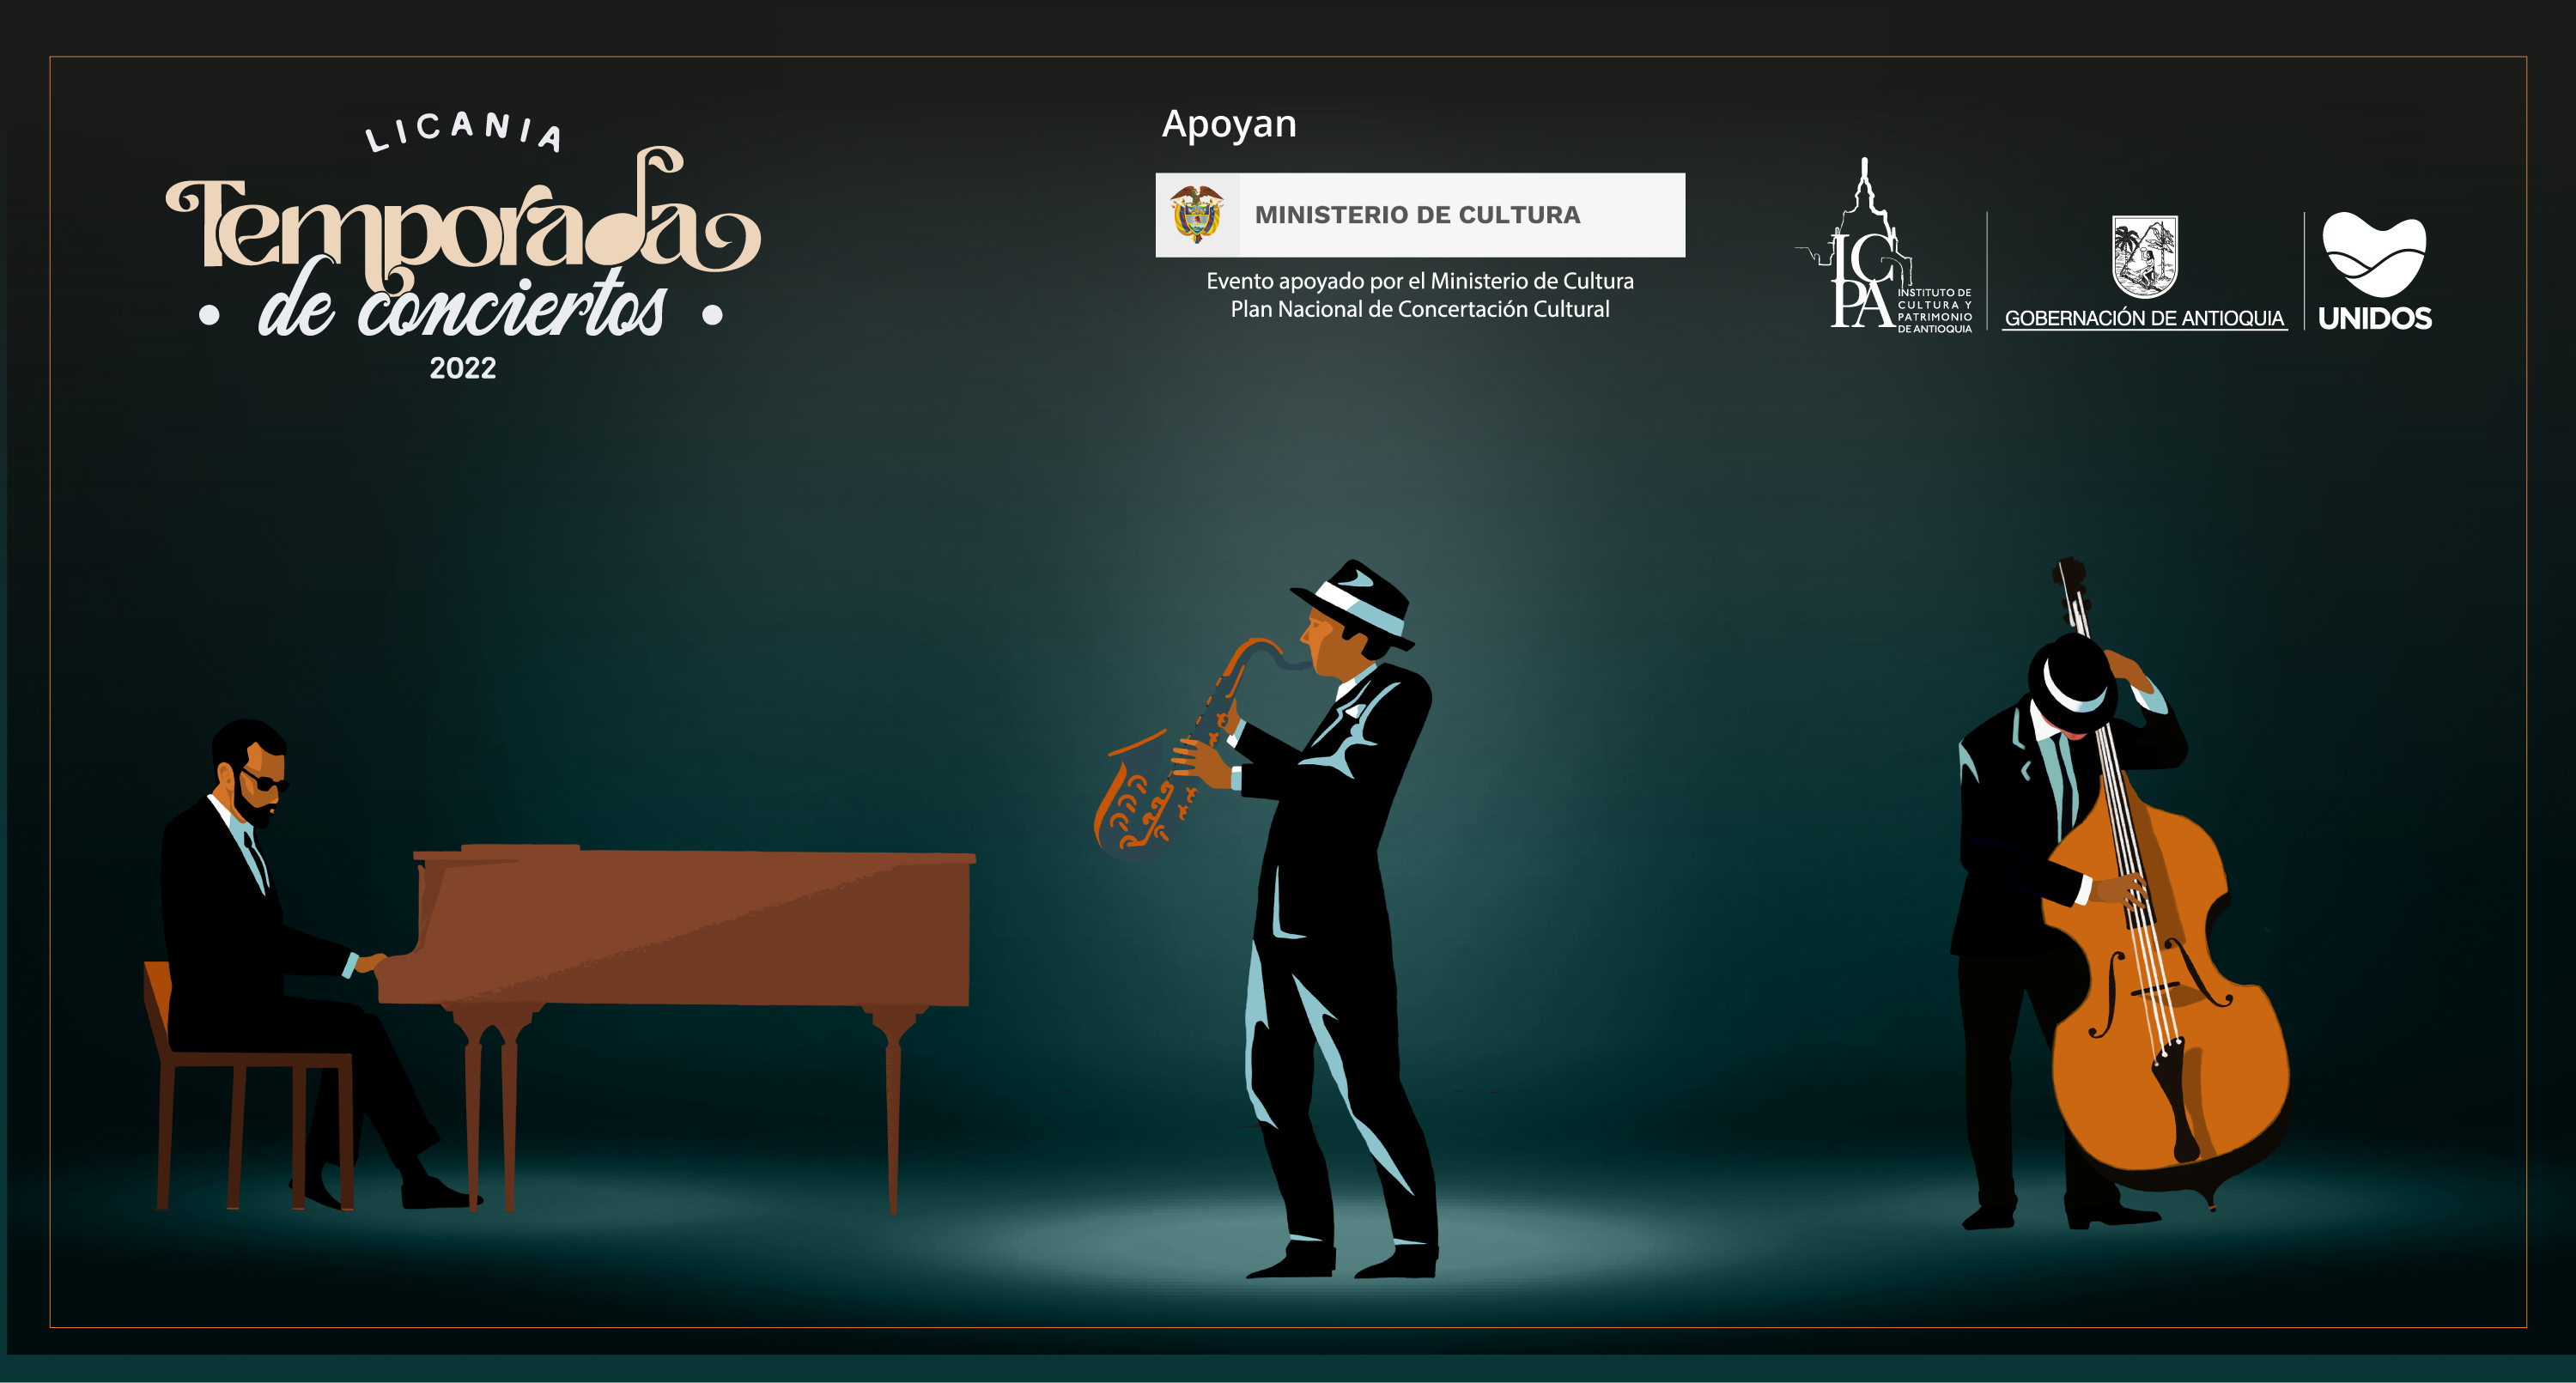 LICANIA
Temporada
• de conciertos •
2022
Apoyan
MINISTERIO DE CULTURA
Evento apoyado por el Ministerio de Cultura
Plan Nacional de Concertación Cultural
ICPA
INSTITUTO DE
CULTURA Y
PATRIMONIO
DE ANTIOQUIA
GOBERNACIÓN DE ANTIOQUIA
UNIDOS